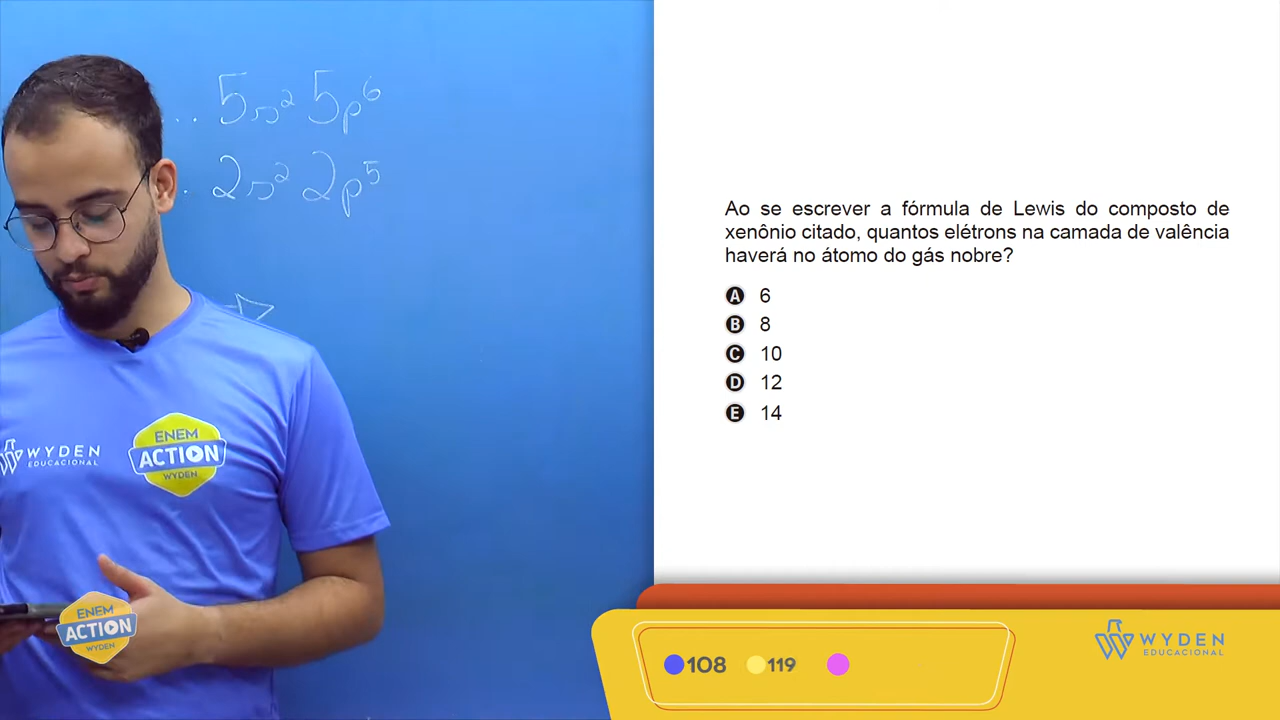 .. 5s² 5p⁶
. 2s² 2p⁵
Ao se escrever a fórmula de Lewis do composto de
xenônio citado, quantos elétrons na camada de valência
haverá no átomo do gás nobre?
A 6
B 8
C 10
D 12
E 14
WYDEN
EDUCACIONAL
ENEM
ACTION
WYDEN
ENEM
ACTION
WYDEN
108 119
WYDEN
EDUCACIONAL